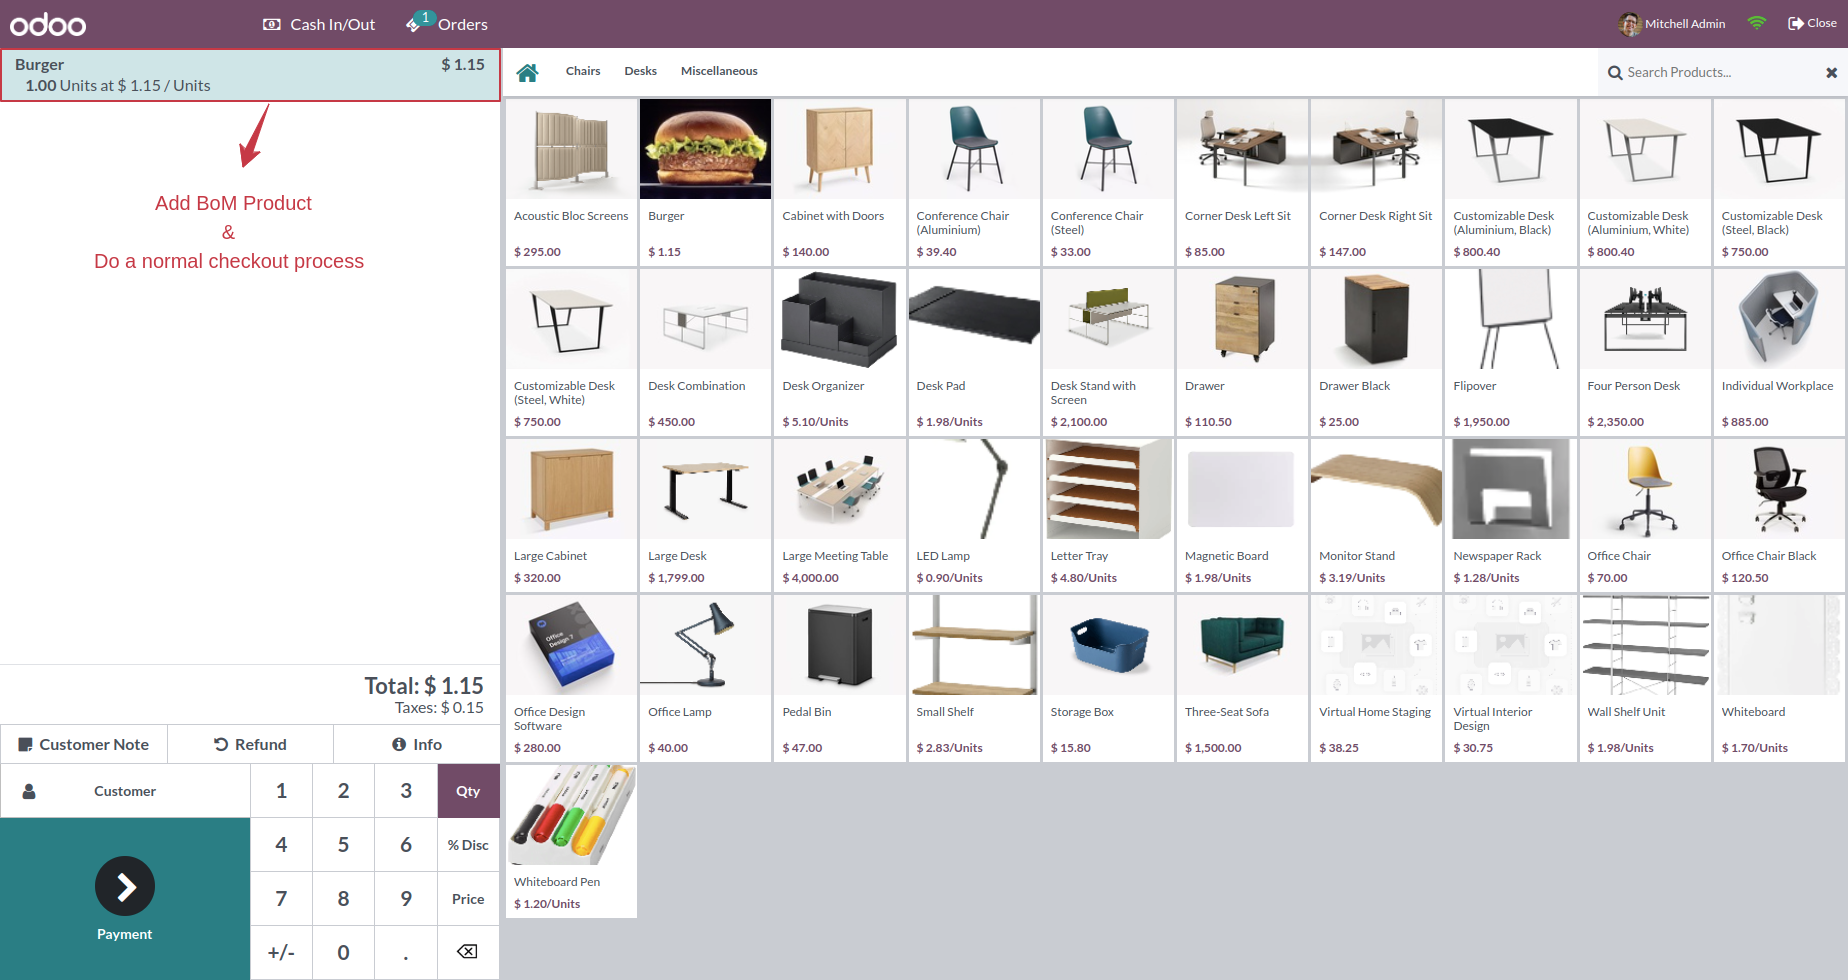 odoo
Cash In/Out
1
Orders
Mitchell Admin
Close
Burger
$ 1.15
1.00 Units at $ 1.15 / Units
Add BoM Product
&
Do a normal checkout process
Total: $ 1.15
Taxes: $ 0.15
Customer Note
Refund
Info
Customer
1
2
3
Qty
4
5
6
% Disc
7
8
9
Price
+/-
0
.
Payment
Chairs
Desks
Miscellaneous
Search Products...
Acoustic Bloc Screens
$ 295.00
Burger
$ 1.15
Cabinet with Doors
$ 140.00
Conference Chair
(Aluminium)
$ 39.40
Conference Chair
(Steel)
$ 33.00
Corner Desk Left Sit
$ 85.00
Corner Desk Right Sit
$ 147.00
Customizable Desk
(Aluminium, Black)
$ 800.40
Customizable Desk
(Aluminium, White)
$ 800.40
Customizable Desk
(Steel, Black)
$ 750.00
Customizable Desk
(Steel, White)
$ 750.00
Desk Combination
$ 450.00
Desk Organizer
$ 5.10/Units
Desk Pad
$ 1.98/Units
Desk Stand with
Screen
$ 2,100.00
Drawer
$ 110.50
Drawer Black
$ 25.00
Flipover
$ 1,950.00
Four Person Desk
$ 2,350.00
Individual Workplace
$ 885.00
Large Cabinet
$ 320.00
Large Desk
$ 1,799.00
Large Meeting Table
$ 4,000.00
LED Lamp
$ 0.90/Units
Letter Tray
$ 4.80/Units
Magnetic Board
$ 1.98/Units
Monitor Stand
$ 3.19/Units
Newspaper Rack
$ 1.28/Units
Office Chair
$ 70.00
Office Chair Black
$ 120.50
Office
Design 7
Office Design
Software
$ 280.00
Office Lamp
$ 40.00
Pedal Bin
$ 47.00
Small Shelf
$ 2.83/Units
Storage Box
$ 15.80
Three-Seat Sofa
$ 1,500.00
Virtual Home Staging
$ 38.25
Virtual Interior
Design
$ 30.75
Wall Shelf Unit
$ 1.98/Units
Whiteboard
$ 1.70/Units
Whiteboard Pen
$ 1.20/Units